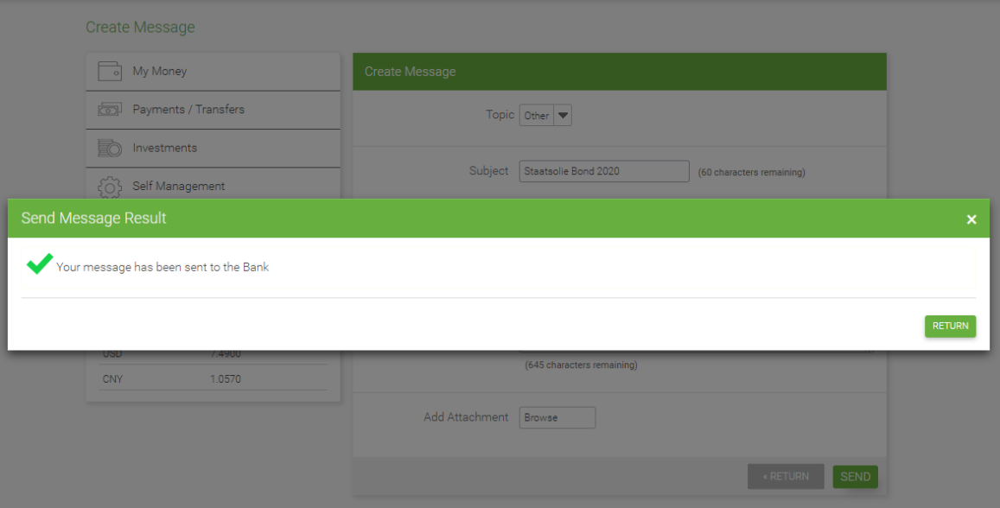 Create Message
My Money
Payments / Transfers
Investments
Self Management
Create Message
Topic Other
Subject Staatsolie Bond 2020 (60 characters remaining)
Send Message Result ×
Your message has been sent to the Bank
RETURN
USD 7.4900
CNY 1.0570
(645 characters remaining)
Add Attachment Browse
« RETURN SEND